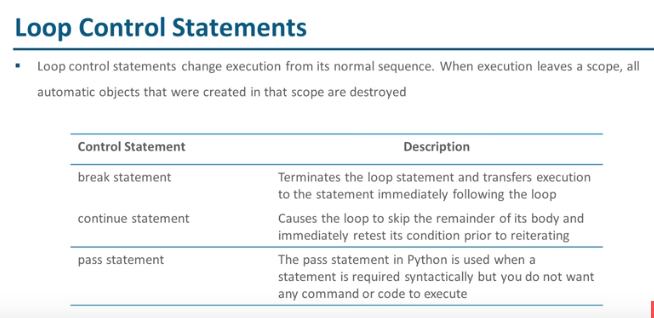 Loop Control Statements
▪ Loop control statements change execution from its normal sequence. When execution leaves a scope, all
automatic objects that were created in that scope are destroyed
Control Statement Description
break statement Terminates the loop statement and transfers execution
to the statement immediately following the loop
continue statement Causes the loop to skip the remainder of its body and
immediately retest its condition prior to reiterating
pass statement The pass statement in Python is used when a
statement is required syntactically but you do not want
any command or code to execute